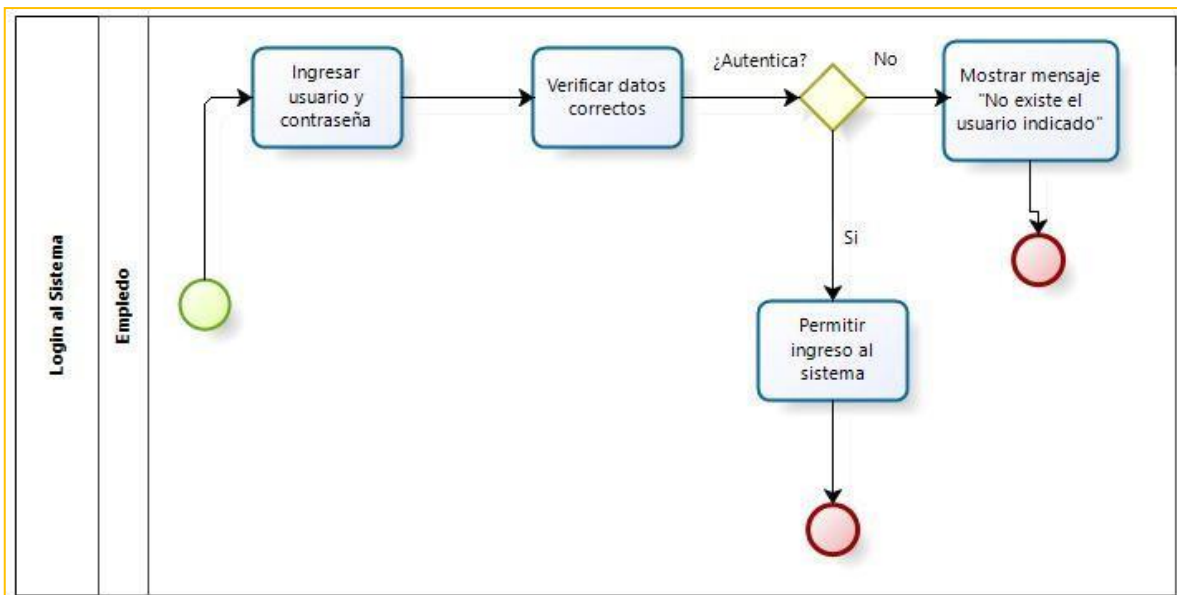 Login al Sistema
Empledo
Ingresar
usuario y
contraseña
Verificar datos
correctos
¿Autentica?
No
Mostrar mensaje
"No existe el
usuario indicado"
Si
Permitir
ingreso al
sistema